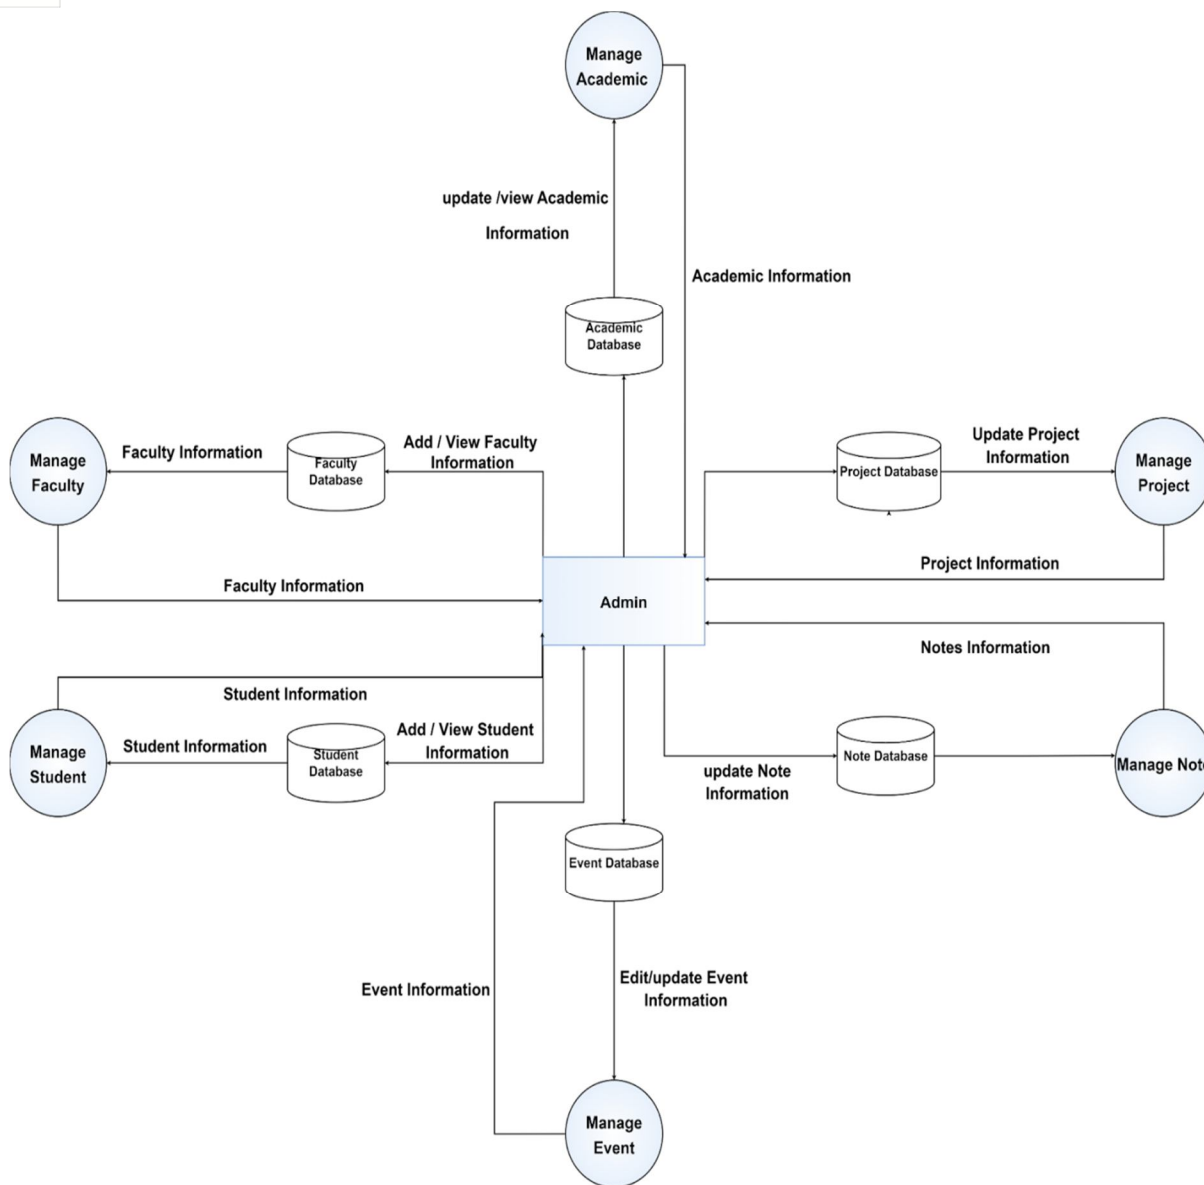 Manage
Academic
update /view Academic
Information
Academic Information
Academic
Database
Manage
Faculty
Faculty Information
Faculty
Database
Add / View Faculty
Information
Project Database
Update Project
Information
Manage
Project
Faculty Information
Admin
Project Information
Notes Information
Student Information
Manage
Student
Student Information
Student
Database
Add / View Student
Information
update Note
Information
Note Database
Manage Note
Event Database
Event Information
Edit/update Event
Information
Manage
Event